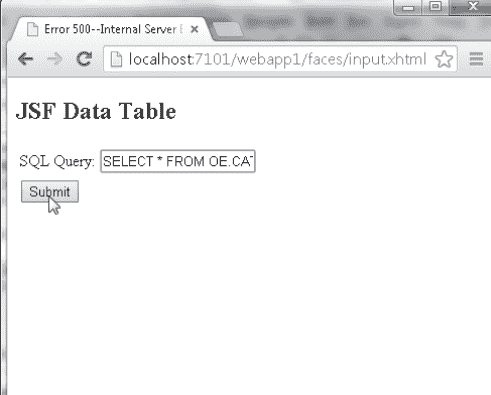 Error 500--Internal Server E
localhost:7101/webapp1/faces/input.xhtml
JSF Data Table
SQL Query: SELECT * FROM OE.CAT
Submit